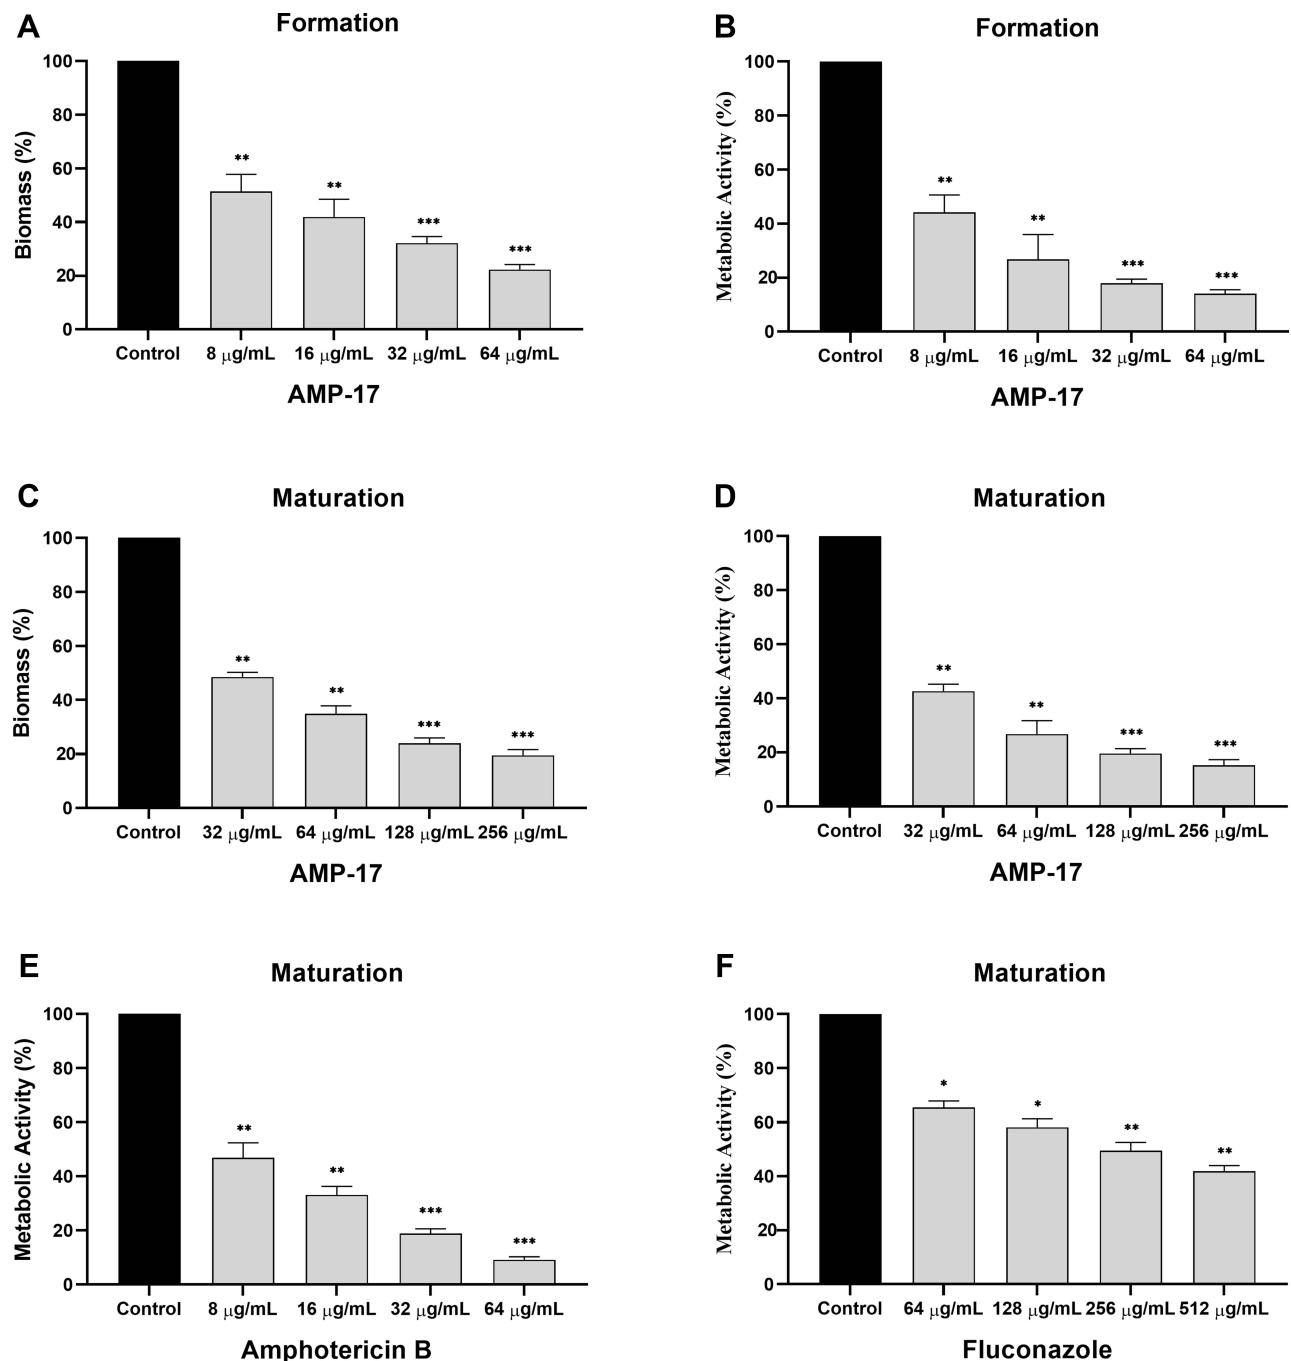 A
Formation
Biomass (%)
100
80
60
40
20
0
**
**
***
***
Control 8 μg/mL 16 μg/mL 32 μg/mL 64 μg/mL
AMP-17
B
Formation
Metabolic Activity (%)
100
80
60
40
20
0
**
**
***
***
Control 8 μg/mL 16 μg/mL 32 μg/mL 64 μg/mL
AMP-17
C
Maturation
Biomass (%)
100
80
60
40
20
0
**
**
***
***
Control 32 μg/mL 64 μg/mL 128 μg/mL 256 μg/mL
AMP-17
D
Maturation
Metabolic Activity (%)
100
80
60
40
20
0
**
**
***
***
Control 32 μg/mL 64 μg/mL 128 μg/mL 256 μg/mL
AMP-17
E
Maturation
Metabolic Activity (%)
100
80
60
40
20
0
**
**
***
***
Control 8 μg/mL 16 μg/mL 32 μg/mL 64 μg/mL
Amphotericin B
F
Maturation
Metabolic Activity (%)
100
80
60
40
20
0
*
*
**
**
Control 64 μg/mL 128 μg/mL 256 μg/mL 512 μg/mL
Fluconazole